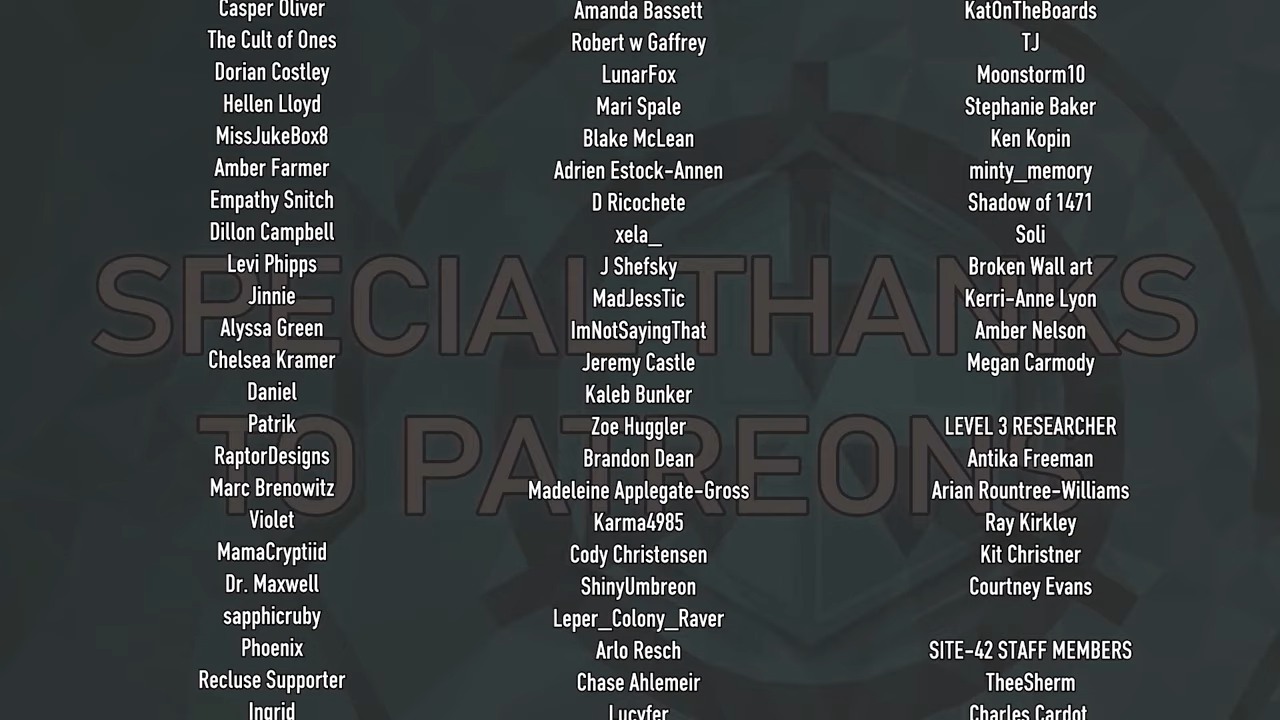 Casper Oliver
The Cult of Ones
Dorian Costley
Hellen Lloyd
MissJukeBox8
Amber Farmer
Empathy Snitch
Dillon Campbell
Levi Phipps
Jinnie
Alyssa Green
Chelsea Kramer
Daniel
Patrik
RaptorDesigns
Marc Brenowitz
Violet
MamaCryptiid
Dr. Maxwell
sapphicruby
Phoenix
Recluse Supporter
Ingrid
Amanda Bassett
Robert w Gaffrey
LunarFox
Mari Spale
Blake McLean
Adrien Estock-Annen
D Ricochete
xela_
J Shefsky
MadJessTic
ImNotSayingThat
Jeremy Castle
Kaleb Bunker
Zoe Huggler
Brandon Dean
Madeleine Applegate-Gross
Karma4985
Cody Christensen
ShinyUmbreon
Leper_Colony_Raver
Arlo Resch
Chase Ahlemeir
Lucyfer
KatOnTheBoards
TJ
Moonstorm10
Stephanie Baker
Ken Kopin
minty_memory
Shadow of 1471
Soli
Broken Wall art
Kerri-Anne Lyon
Amber Nelson
Megan Carmody
LEVEL 3 RESEARCHER
Antika Freeman
Arian Rountree-Williams
Ray Kirkley
Kit Christner
Courtney Evans
SITE-42 STAFF MEMBERS
TheeSherm
Charles Cardot
SPECIAL THANKS
TO PATREONS